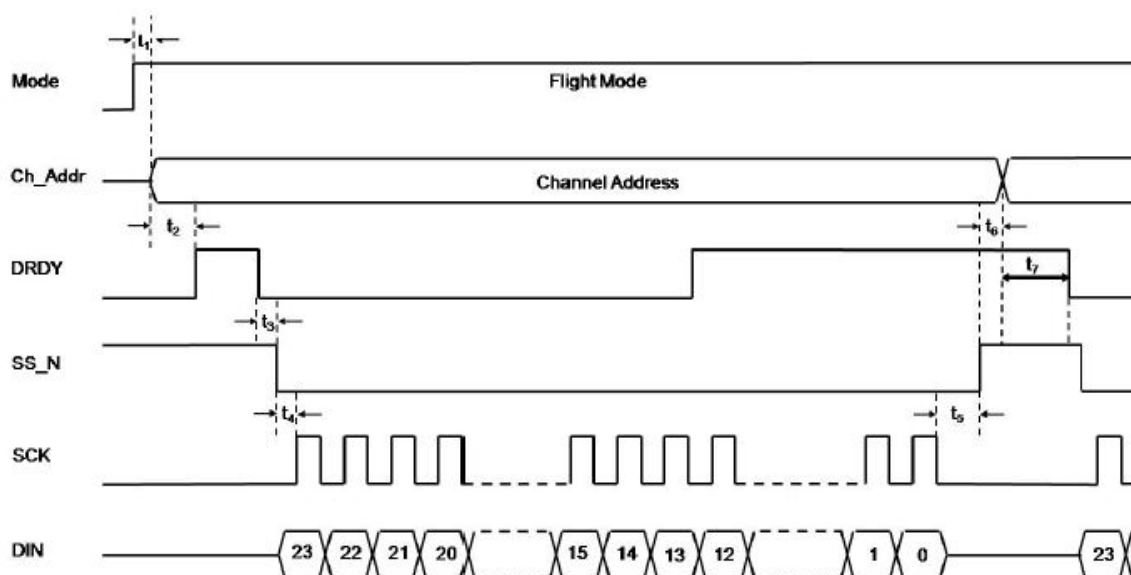 t1
Mode
Flight Mode
Ch_Addr
Channel Address
t2
t6
DRDY
t7
t3
SS_N
t4
t5
SCK
DIN
23 22 21 20 15 14 13 12 1 0 23